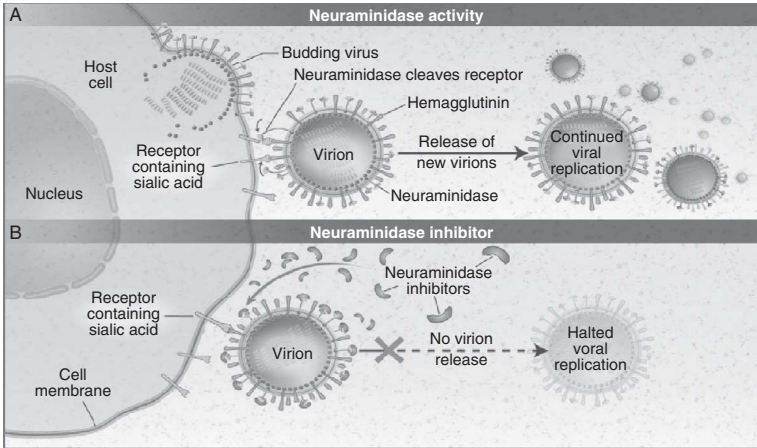 A
Neuraminidase activity
Budding virus
Host
cell
Neuraminidase cleaves receptor
Hemagglutinin
Receptor
containing
sialic acid
Virion
Release of
new virions
Continued
viral
replication
Nucleus
Neuraminidase
B
Neuraminidase inhibitor
Neuraminidase
inhibitors
Receptor
containing
sialic acid
Virion
No virion
release
Halted
voral
replication
Cell
membrane